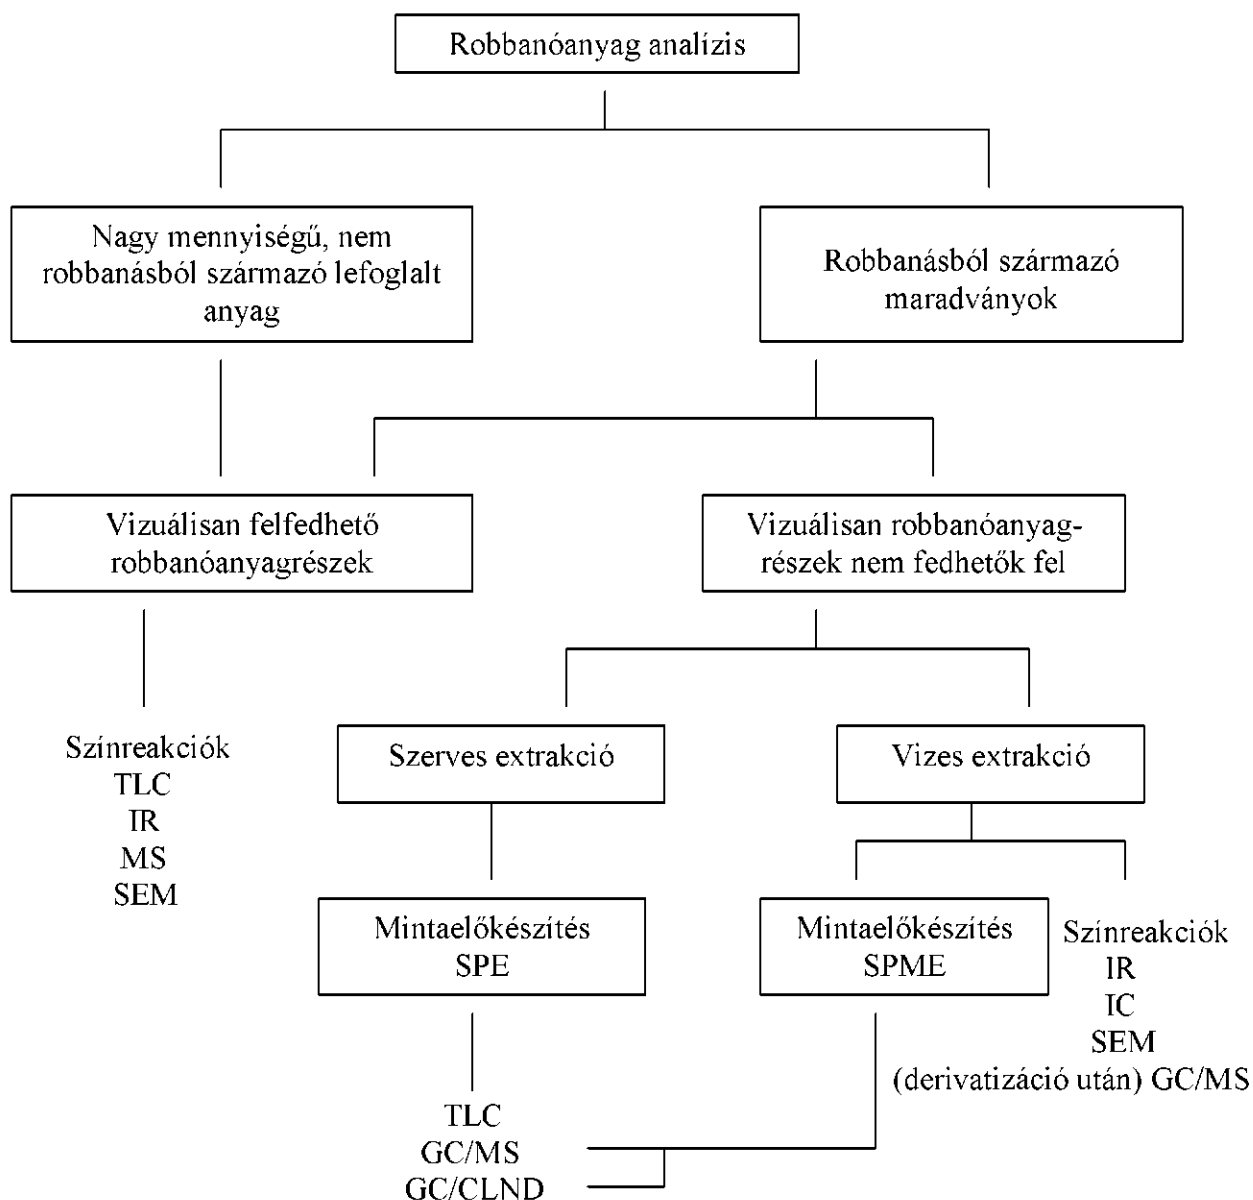 Robbanóanyag analízis
Nagy mennyiségű, nem
robbanásból származó lefoglalt
anyag
Robbanásból származó
maradványok
Vizuálisan felfedhető
robbanóanyagrészek
Vizuálisan robbanóanyag-
részek nem fedhetők fel
Színreakciók
TLC
IR
MS
SEM
Szerves extrakció
Vizes extrakció
Mintaelőkészítés
SPE
Mintaelőkészítés
SPME
Színreakciók
IR
IC
SEM
(derivatizáció után) GC/MS
TLC
GC/MS
GC/CLND